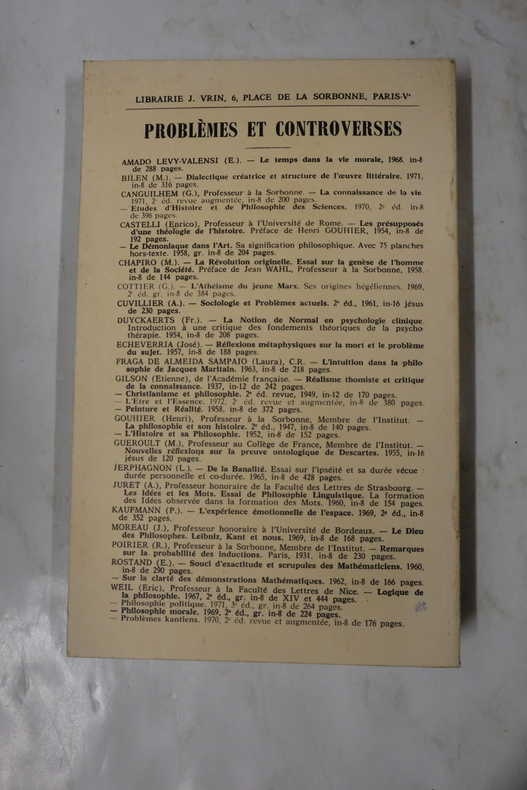 LIBRAIRIE J. VRIN, 6, PLACE DE LA SORBONNE, PARIS-Vᵉ
PROBLÈMES ET CONTROVERSES
AMADO LEVY-VALENSI (E.). — Le temps dans la vie morale, 1968, in-8
de 288 pages.
BILEN (M.). — Dialectique créatrice et structure de l'œuvre littéraire, 1971,
in-8 de 316 pages.
CANGUILHEM (G.), Professeur à la Sorbonne. — La connaissance de la vie.
1971, 2ᵉ éd. revue augmentée, in-8 de 200 pages.
— Etudes d'Histoire et de Philosophie des Sciences. 1970, 2ᵉ éd. in-8
de 396 pages.
CASTELLI (Enrico), Professeur à l'Université de Rome. — Les présupposés
d'une théologie de l'histoire. Préface de Henri GOUHIER, 1954, in-8 de
192 pages.
— Le Démoniaque dans l'Art. Sa signification philosophique. Avec 75 planches
hors-texte. 1958, gr. in-8 de 204 pages.
CHAPIRO (M.). — La Révolution originelle. Essai sur la genèse de l'homme
et de la Société. Préface de Jean WAHL, Professeur à la Sorbonne, 1958.
in-8 de 144 pages.
COTTIER (G.) — L'Athéisme du jeune Marx. Ses origines hégéliennes. 1969,
2ᵉ éd. gr. in-8 de 384 pages.
CUVILLIER (A.). — Sociologie et Problèmes actuels. 2ᵉ éd., 1961, in-16 jésus
de 230 pages.
DUYCKAERTS (Fr.). — La Notion de Normal en psychologie clinique.
Introduction à une critique des fondements théoriques de la psycho-
thérapie. 1954, in-8 de 208 pages.
ECHEVERRIA (José). — Réflexions métaphysiques sur la mort et le problème
du sujet. 1957, in-8 de 188 pages.
FRAGA DE ALMEIDA SAMPAIO (Laura), C.R. — L'intuition dans la philo-
sophie de Jacques Maritain. 1963, in-8 de 218 pages.
GILSON (Etienne), de l'Académie française. — Réalisme thomiste et critique
de la connaissance. 1937, in-12 de 242 pages.
— Christianisme et philosophie. 2ᵉ éd. revue, 1949, in-12 de 170 pages.
— L'Etre et l'Essence. 1972, 2ᵉ éd. revue et augmentée, in-8 de 380 pages.
— Peinture et Réalité. 1958, in-8 de 372 pages.
GOUHIER (Henri), Professeur à la Sorbonne, Membre de l'Institut. —
La philosophie et son histoire. 2ᵉ éd., 1947, in-8 de 140 pages.
— L'Histoire et sa Philosophie. 1952, in-8 de 152 pages.
GUEROULT (M.), Professeur au Collège de France, Membre de l'Institut. —
Nouvelles réflexions sur la preuve ontologique de Descartes. 1955, in-16
jésus de 120 pages.
JERPHAGNON (L.). — De la Banalité. Essai sur l'ipséité et sa durée vécue :
durée personnelle et co-durée. 1965, in-8 de 428 pages.
JURET (A.), Professeur honoraire de la Faculté des Lettres de Strasbourg. —
Les Idées et les Mots. Essai de Philosophie Linguistique. La formation
des Idées observée dans la formation des Mots. 1960, in-8 de 154 pages.
KAUFMANN (P.). — L'expérience émotionnelle de l'espace. 1969, 2ᵉ éd., in-8
de 352 pages.
MOREAU (J.), Professeur honoraire à l'Université de Bordeaux. — Le Dieu
des Philosophes. Leibniz, Kant et nous. 1969, in-8 de 168 pages.
POIRIER (R.), Professeur à la Sorbonne, Membre de l'Institut. — Remarques
sur la probabilité des inductions. Paris, 1931, in-8 de 230 pages.
ROSTAND (E.). — Souci d'exactitude et scrupules des Mathématiciens. 1960,
in-8 de 290 pages.
— Sur la clarté des démonstrations Mathématiques. 1962, in-8 de 166 pages.
WEIL (Eric), Professeur à la Faculté des Lettres de Nice. — Logique de
la philosophie. 1967, 2ᵉ éd., gr. in-8 de XIV et 444 pages.
— Philosophie politique. 1971, 3ᵉ éd., gr. in-8 de 264 pages.
— Philosophie morale. 1969, 2ᵉ éd., gr. in-8 de 224 pages.
— Problèmes kantiens. 1970, 2ᵉ éd. revue et augmentée, in-8 de 176 pages.